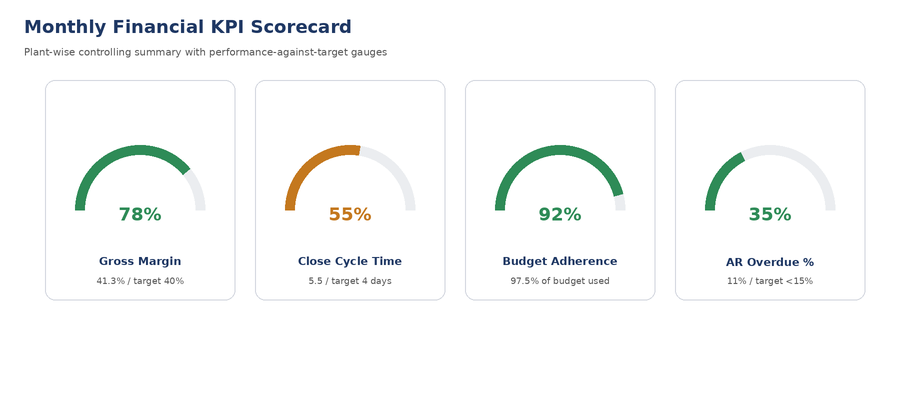 Monthly Financial KPI Scorecard
Plant-wise controlling summary with performance-against-target gauges
78%
55%
92%
35%
Gross Margin
Close Cycle Time
Budget Adherence
AR Overdue %
41.3% / target 40%
5.5 / target 4 days
97.5% of budget used
11% / target <15%